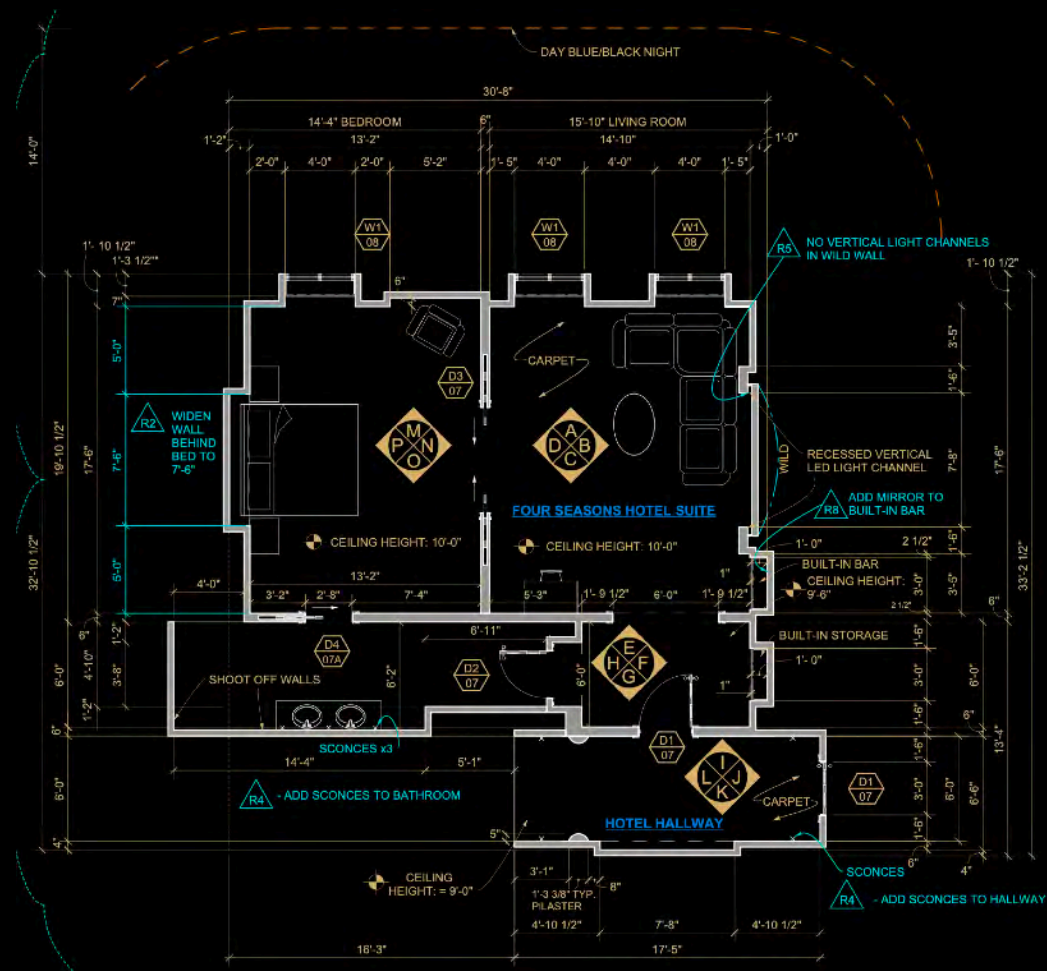 DAY BLUE/BLACK NIGHT
30'-8"
14'-4" BEDROOM
6"
15'-10" LIVING ROOM
1'-2"
13'-2"
14'-10"
1'-0"
14'-0"
2'-0"
4'-0"
2'-0"
5'-2"
1'- 5"
4'-0"
4'-0"
4'-0"
1'- 5"
W1
08
W1
08
W1
08
R5
NO VERTICAL LIGHT CHANNELS
IN WILD WALL
1'- 10 1/2"
1'-3 1/2"
7"
6"
1'- 10 1/2"
5'-0"
3'-5"
1'-6"
CARPET
D3
07
R2
WIDEN
WALL
BEHIND
BED TO
7'-6"
19'-10 1/2"
17'-6"
7'-6"
M
P
N
O
A
D
B
C
WILD
RECESSED VERTICAL
LED LIGHT CHANNEL
7'-8"
17'-6"
R8
ADD MIRROR TO
BUILT-IN BAR
FOUR SEASONS HOTEL SUITE
32'-10 1/2"
33'-2 1/2"
CEILING HEIGHT: 10'-0"
CEILING HEIGHT: 10'-0"
1'- 0"
2 1/2"
1'-6"
BUILT-IN BAR
CEILING HEIGHT:
9'-6"
1"
3'-0"
3'-5"
2 1/2"
5'-0"
4'-0"
13'-2"
3'-2"
2'-8"
7'-4"
5'-3"
1'- 9 1/2"
6'-0"
1'- 9 1/2"
6"
6"
1'-2"
6'-11"
E
H
F
G
BUILT-IN STORAGE
1'-6"
6'-0"
4'-10"
3'-8"
D4
07A
6'-2"
D2
07
6'-0"
1'- 0"
3'-0"
6'-0"
SHOOT OFF WALLS
1"
1'-2"
1'-6"
6"
6"
SCONCES x3
D1
07
13'-4"
14'-4"
5'-1"
I
L
J
K
1'-6"
R4
- ADD SCONCES TO BATHROOM
6'-0"
CARPET
D1
07
3'-0"
6'-0"
6'-6"
HOTEL HALLWAY
1'-6"
5"
4"
6"
4"
CEILING
HEIGHT: = 9'-0"
3'-1"
8"
1'-3 3/8" TYP.
PILASTER
SCONCES
R4
- ADD SCONCES TO HALLWAY
4'-10 1/2"
7'-8"
4'-10 1/2"
16'-3"
17'-5"